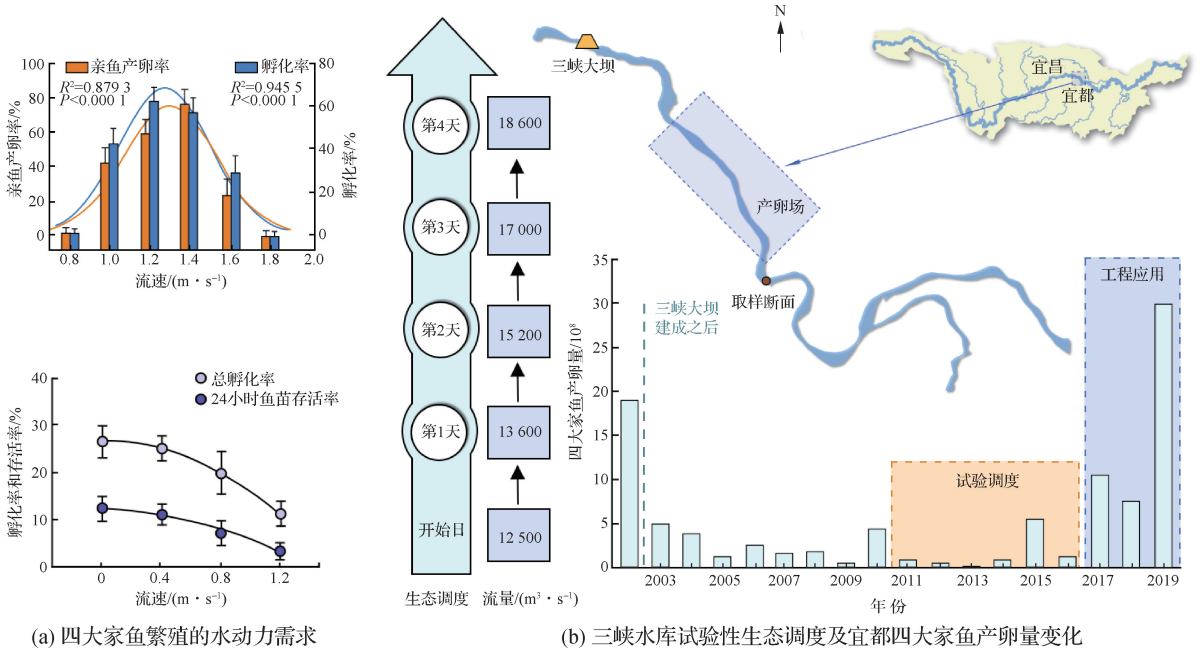 亲鱼产卵率
孵化率
R²=0.879 3
P<0.000 1
R²=0.945 5
P<0.000 1
亲鱼产卵率/%
100
80
60
40
20
0
孵化率/%
80
60
40
20
0
0.8 1.0 1.2 1.4 1.6 1.8 2.0
流速/(m·s⁻¹)
总孵化率
24小时鱼苗存活率
孵化率和存活率/%
40
30
20
10
0
0 0.4 0.8 1.2
流速/(m·s⁻¹)
(a) 四大家鱼繁殖的水动力需求
第4天
18 600
第3天
17 000
第2天
15 200
第1天
13 600
开始日
12 500
生态调度
流量/(m³·s⁻¹)
三峡大坝
N
宜昌
宜都
产卵场
取样断面
四大家鱼产卵量/10⁸
35
30
25
20
15
10
5
0
三峡大坝
建成之后
试验调度
工程应用
2003 2005 2007 2009 2011 2013 2015 2017 2019
年 份
(b) 三峡水库试验性生态调度及宜都四大家鱼产卵量变化